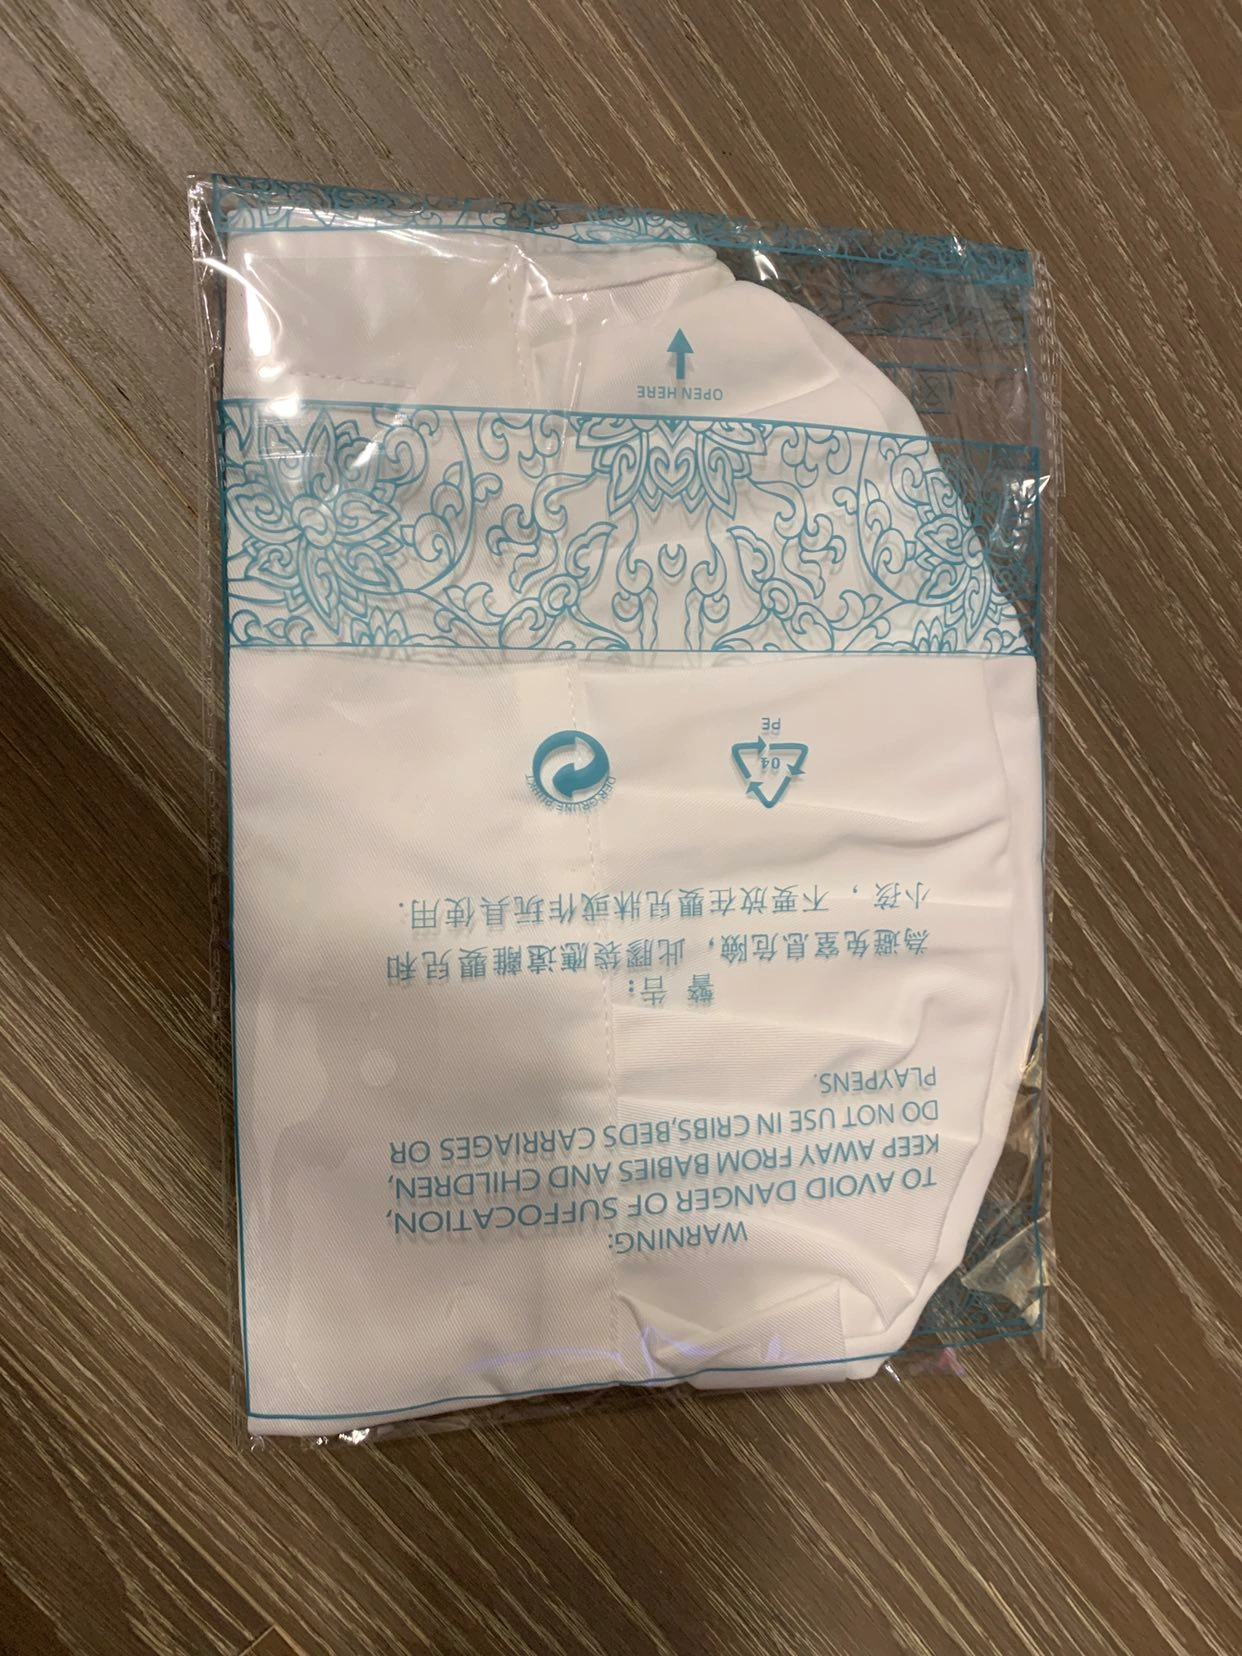 WARNING:
TO AVOID DANGER OF SUFFOCATION,
KEEP AWAY FROM BABIES AND CHILDREN,
DO NOT USE IN CRIBS,BEDS CARRIAGES OR
PLAYPENS.
警 告:
為避免窒息危險,此膠袋應遠離嬰兒和
小孩,不要放在嬰兒牀或作玩具使用.
04
PE
DER GRÜNE PUNKT
OPEN HERE